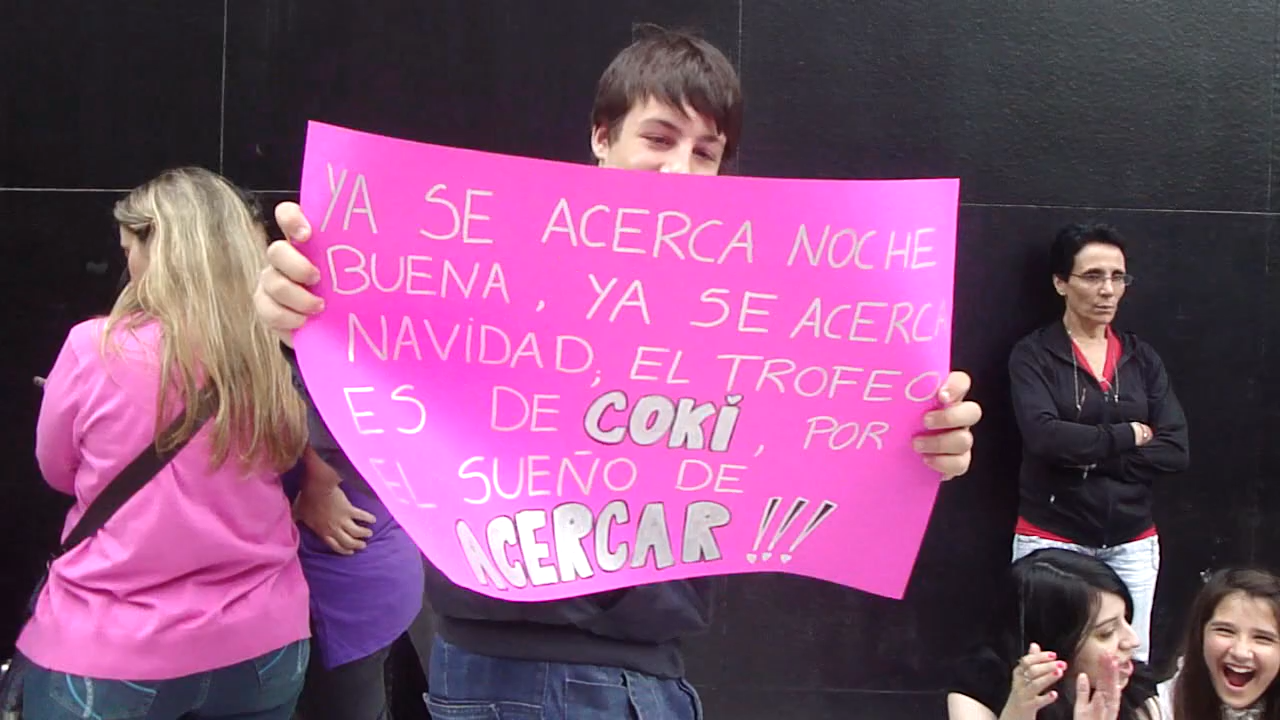 YA SE ACERCA NOCHE
BUENA, YA SE ACERCA
NAVIDAD, EL TROFEO
ES DE COKI, POR
EL SUEÑO DE
ACERCAR !!!